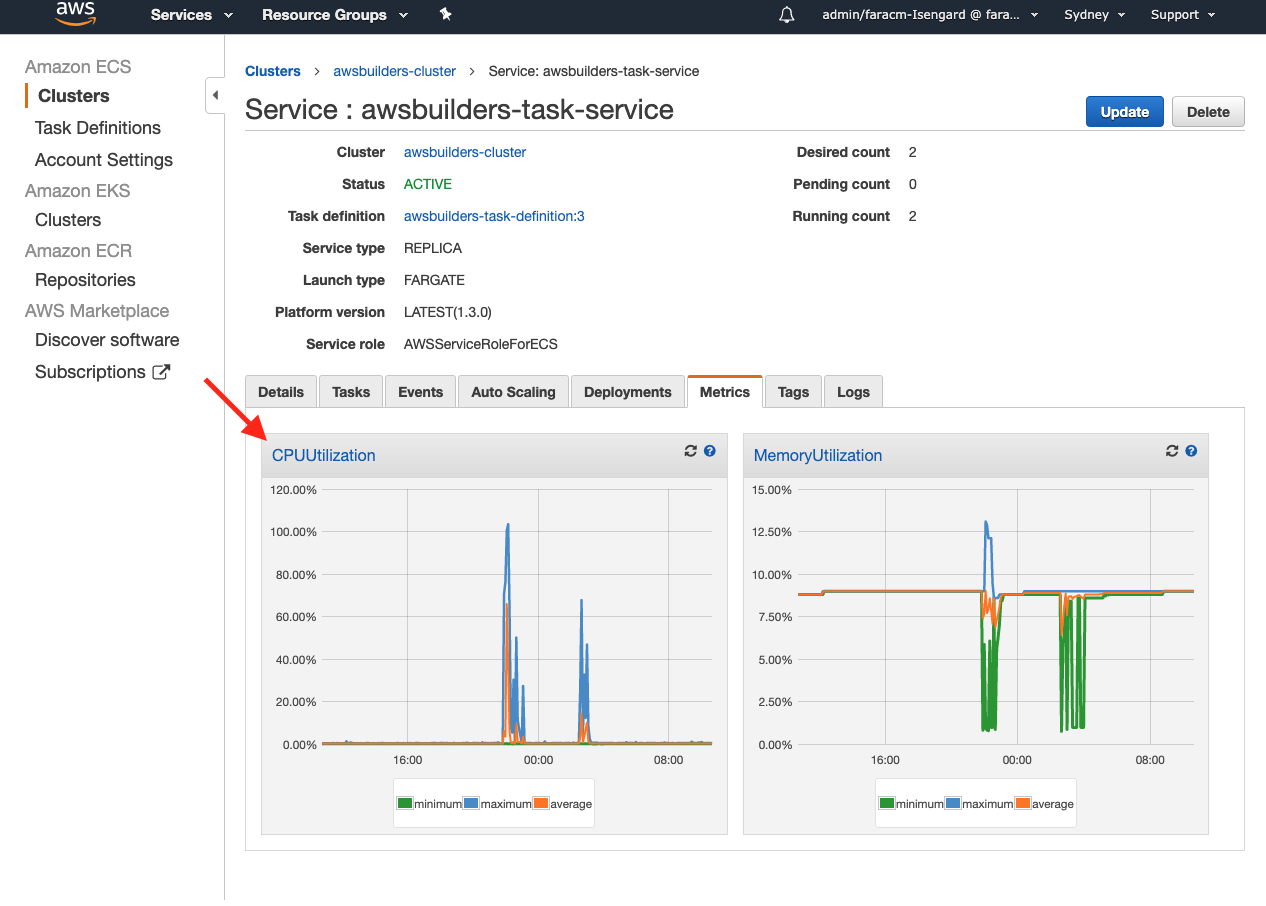 aws
Services
Resource Groups
admin/faracm-Isengard @ fara...
Sydney
Support
Amazon ECS
Clusters
Task Definitions
Account Settings
Amazon EKS
Clusters
Amazon ECR
Repositories
AWS Marketplace
Discover software
Subscriptions
Clusters > awsbuilders-cluster > Service: awsbuilders-task-service
Service : awsbuilders-task-service
Update
Delete
Cluster awsbuilders-cluster
Status ACTIVE
Task definition awsbuilders-task-definition:3
Service type REPLICA
Launch type FARGATE
Platform version LATEST(1.3.0)
Service role AWSServiceRoleForECS
Desired count 2
Pending count 0
Running count 2
Details
Tasks
Events
Auto Scaling
Deployments
Metrics
Tags
Logs
CPUUtilization
?
120.00%
100.00%
80.00%
60.00%
40.00%
20.00%
0.00%
16:00 00:00 08:00
minimum maximum average
MemoryUtilization
?
15.00%
12.50%
10.00%
7.50%
5.00%
2.50%
0.00%
16:00 00:00 08:00
minimum maximum average